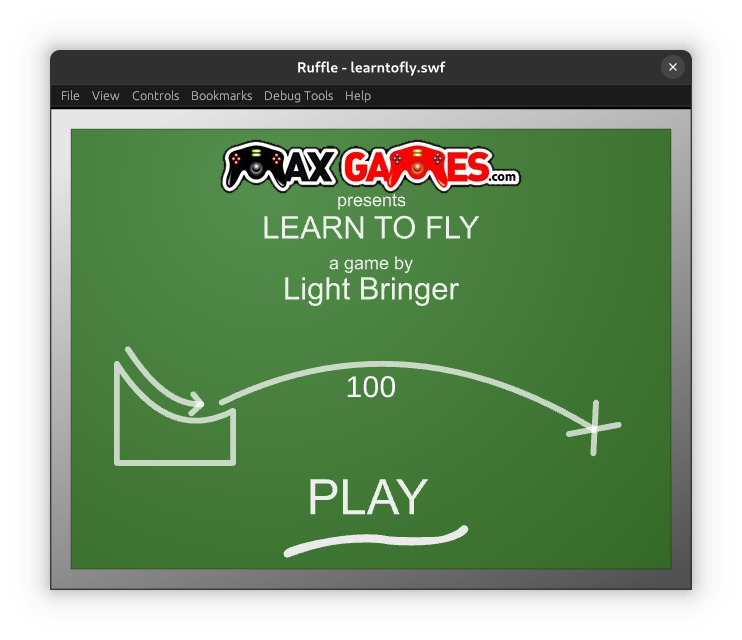 Ruffle - learntofly.swf
File View Controls Bookmarks Debug Tools Help
MAX GAMES.com
presents
LEARN TO FLY
a game by
Light Bringer
100
PLAY